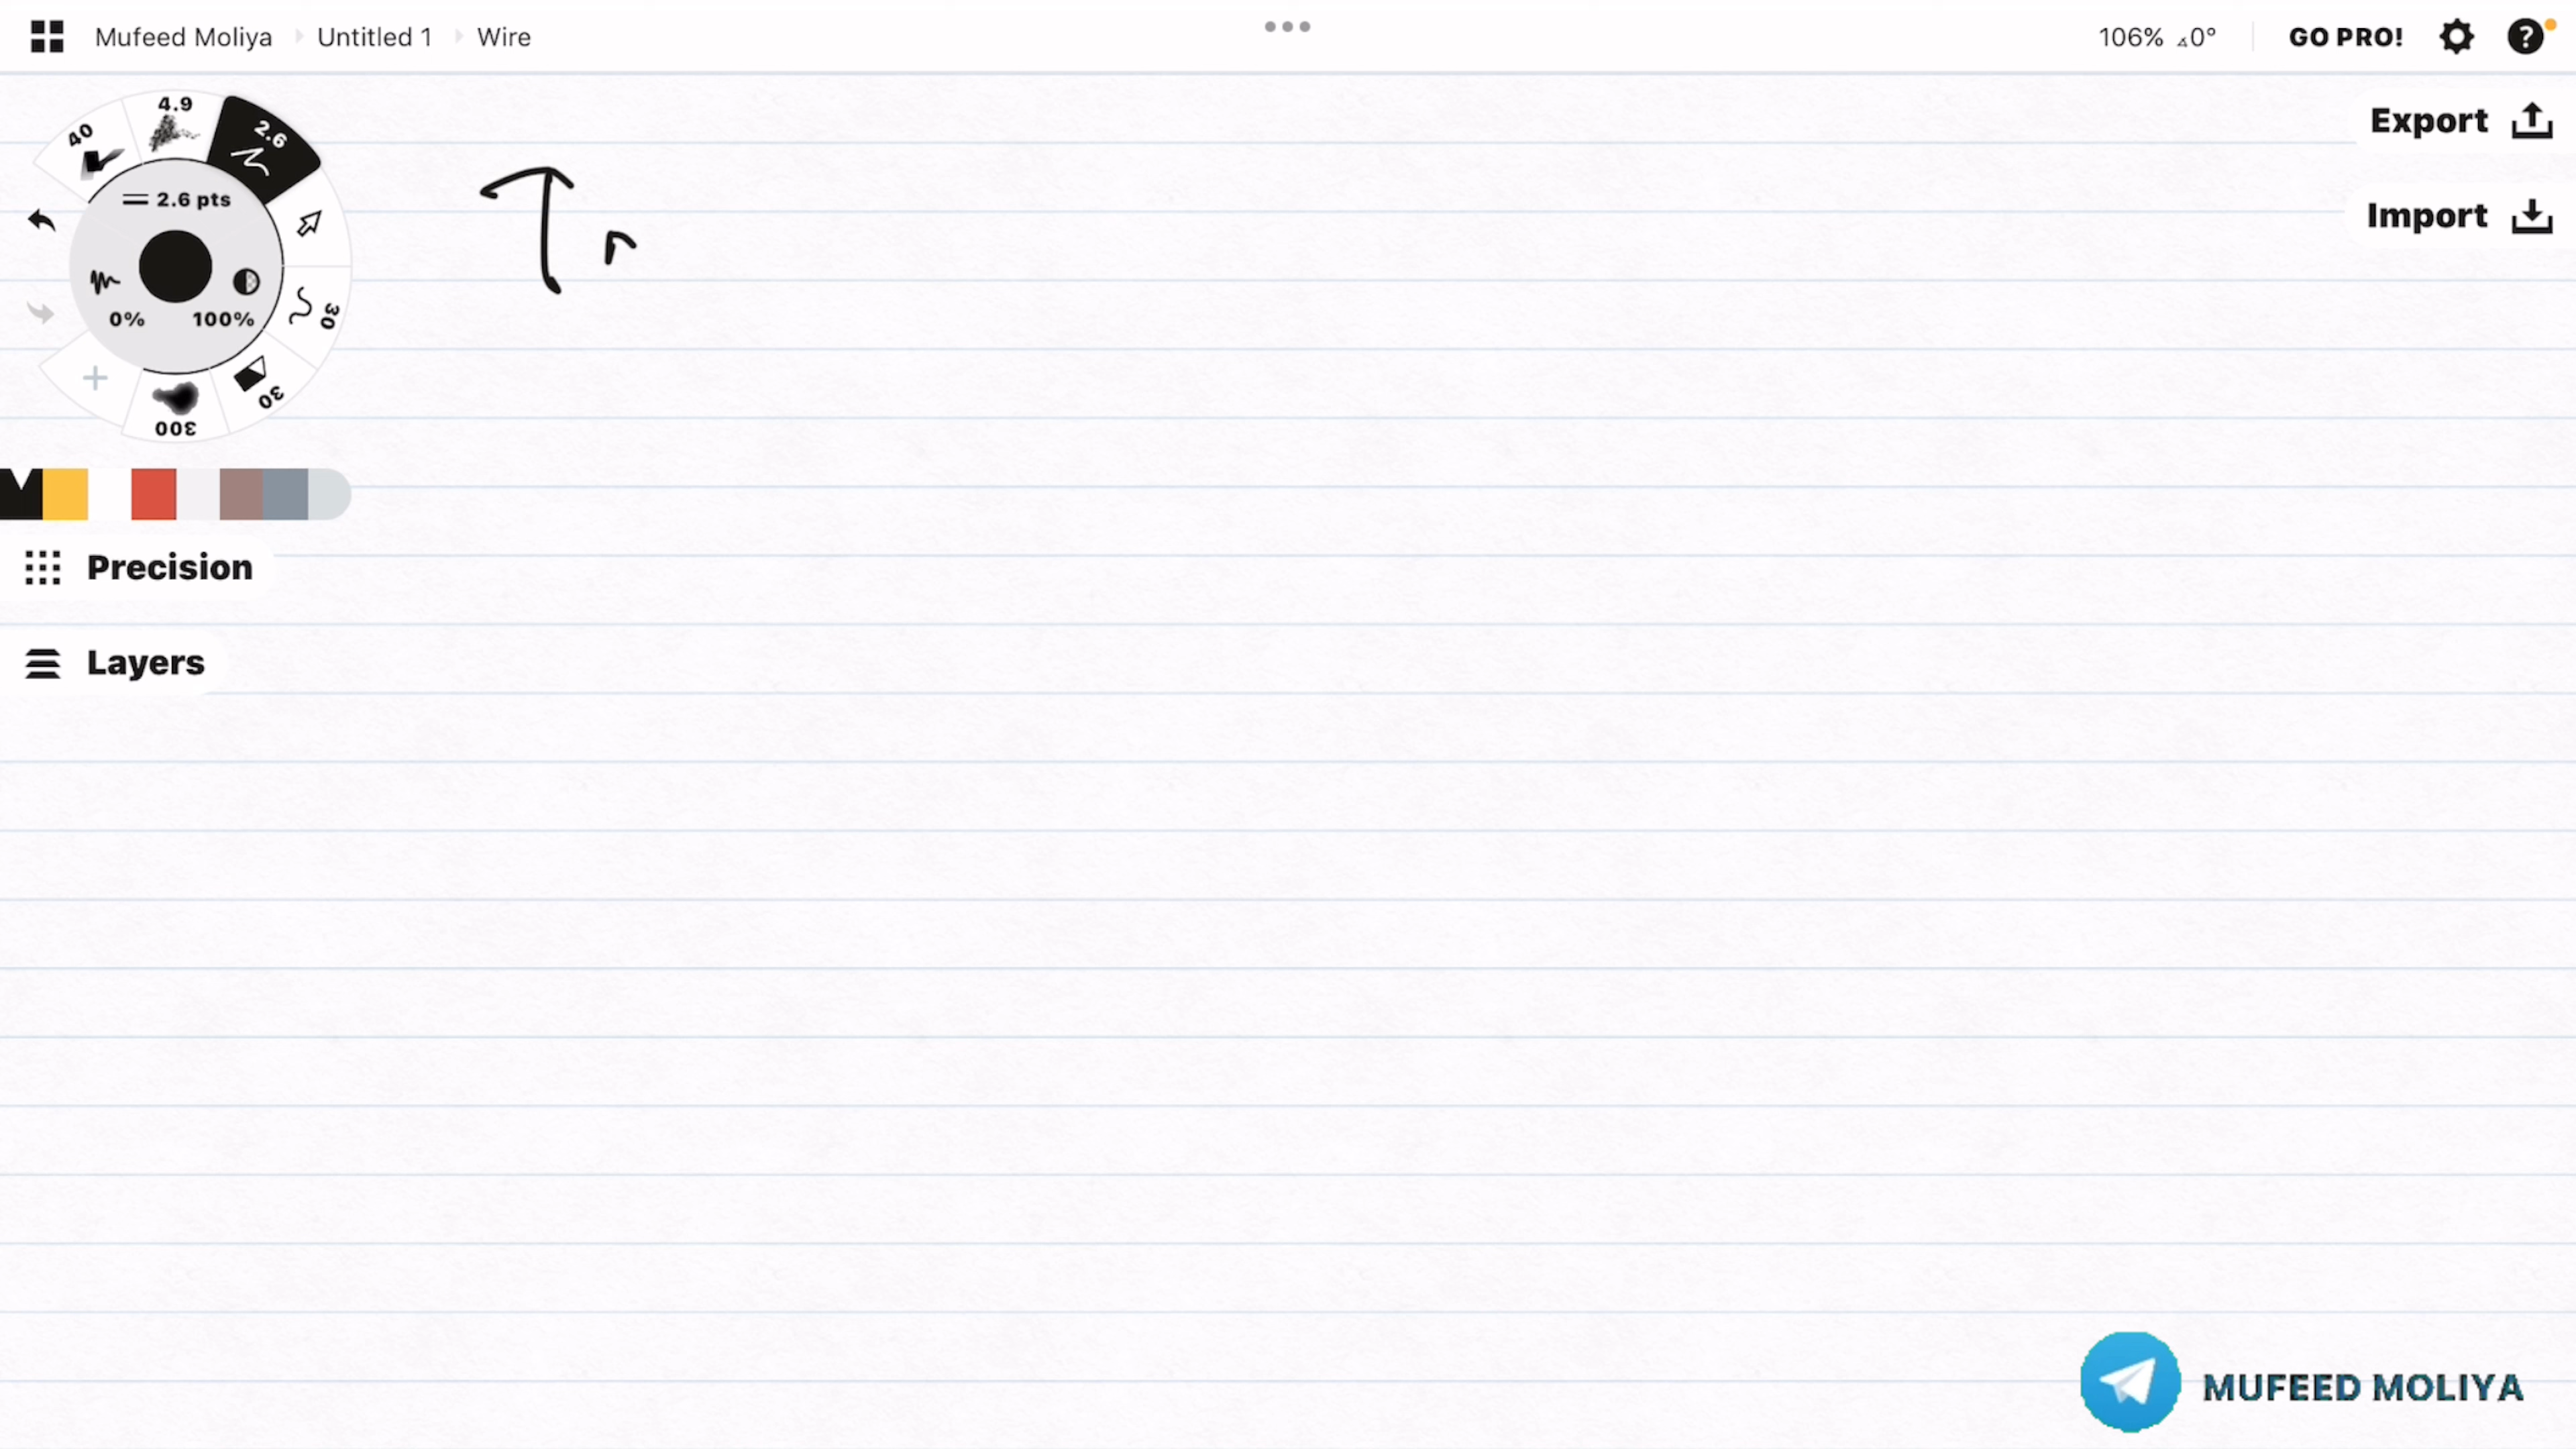 Mufeed Moliya Untitled 1 Wire 106% 0° GO PRO! ?
Export
Import
40 4.9 2.6
2.6 pts
0% 100%
30
30
300
Precision
Layers
Tr
MUFEED MOLIYA